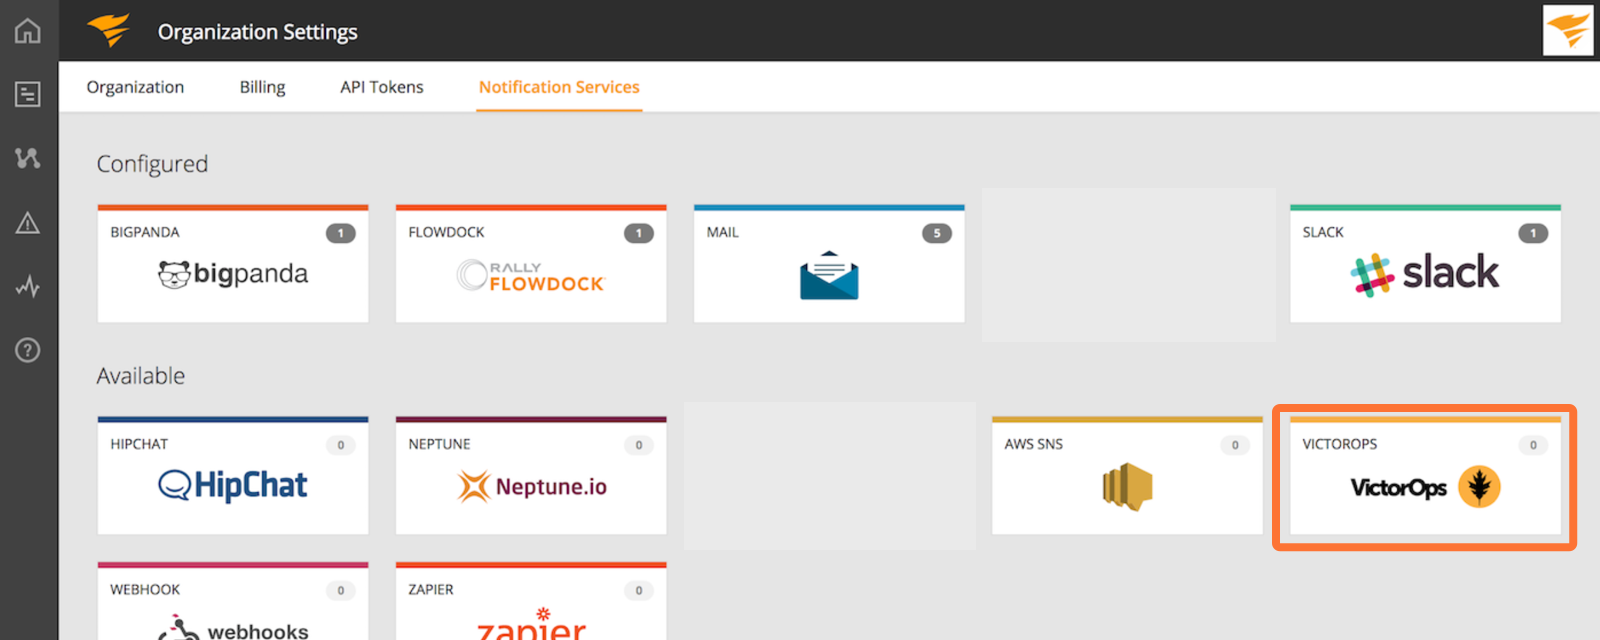 Organization Settings
Organization Billing API Tokens Notification Services
Configured
BIGPANDA 1
bigpanda
FLOWDOCK 1
RALLY
FLOWDOCK
MAIL 5
SLACK 1
slack
Available
HIPCHAT 0
HipChat
NEPTUNE 0
Neptune.io
AWS SNS 0
VICTOROPS 0
VictorOps
WEBHOOK 0
webhooks
ZAPIER 0
zapier